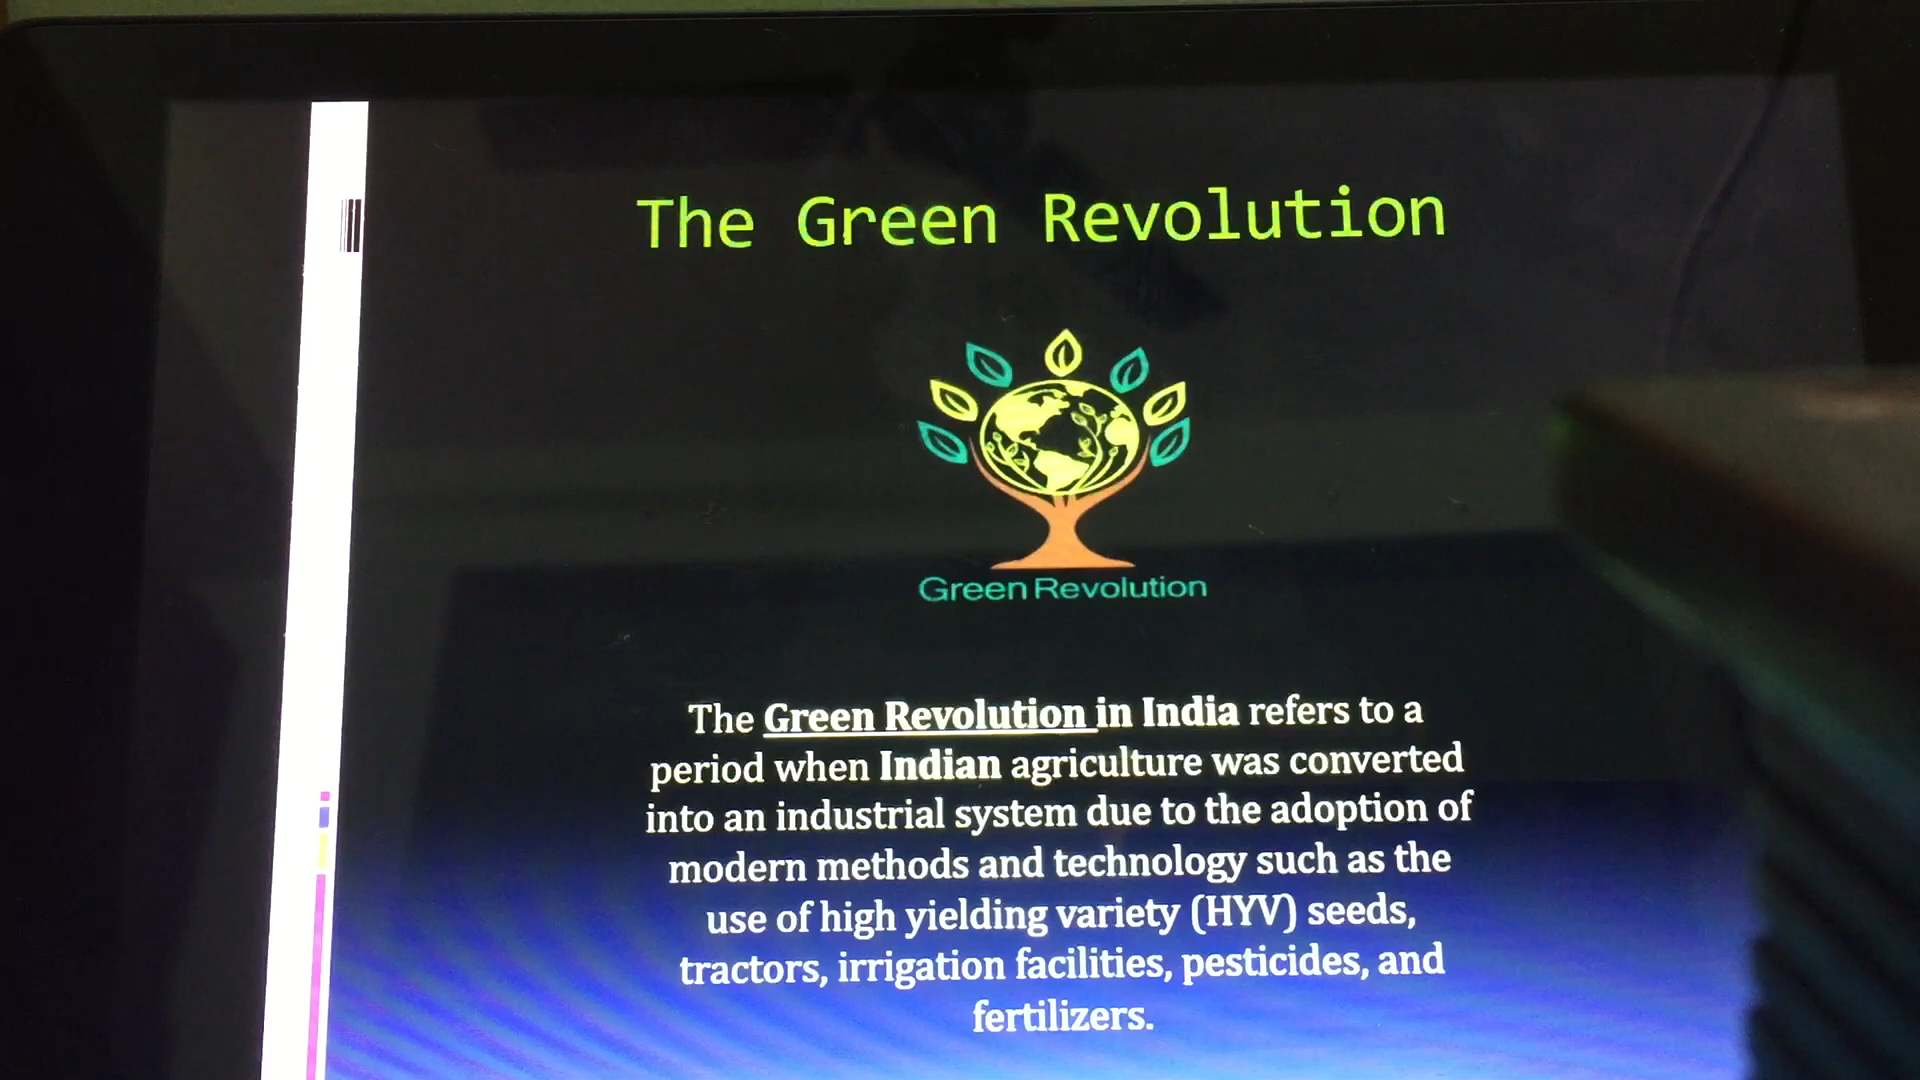 The Green Revolution
Green Revolution
The Green Revolution in India refers to a
period when Indian agriculture was converted
into an industrial system due to the adoption of
modern methods and technology such as the
use of high yielding variety (HYV) seeds,
tractors, irrigation facilities, pesticides, and
fertilizers.